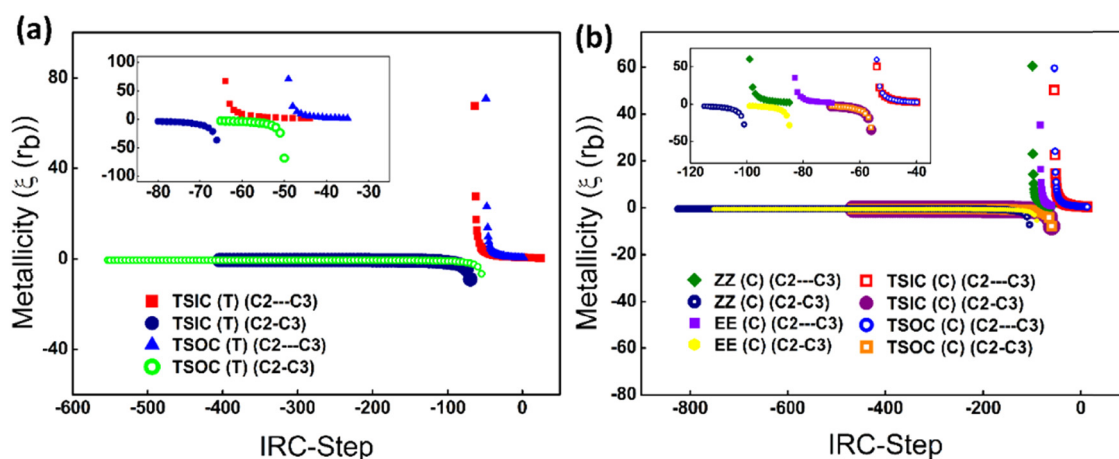 (a)
Metallicity (ξ (rb))
80
40
0
-40
-600 -500 -400 -300 -200 -100 0
IRC-Step
100
50
0
-50
-100
-80 -70 -60 -50 -40 -30
TSIC (T) (C2---C3)
TSIC (T) (C2-C3)
TSOC (T) (C2---C3)
TSOC (T) (C2-C3)
(b)
Metallicity (ξ (rb))
60
40
20
0
-20
-40
-60
-80
-800 -600 -400 -200 0
IRC-Step
50
0
50
-120 -100 -80 -60 -40
ZZ (C) (C2---C3) TSIC (C) (C2---C3)
ZZ (C) (C2-C3) TSIC (C) (C2-C3)
EE (C) (C2---C3) TSOC (C) (C2---C3)
EE (C) (C2-C3) TSOC (C) (C2-C3)